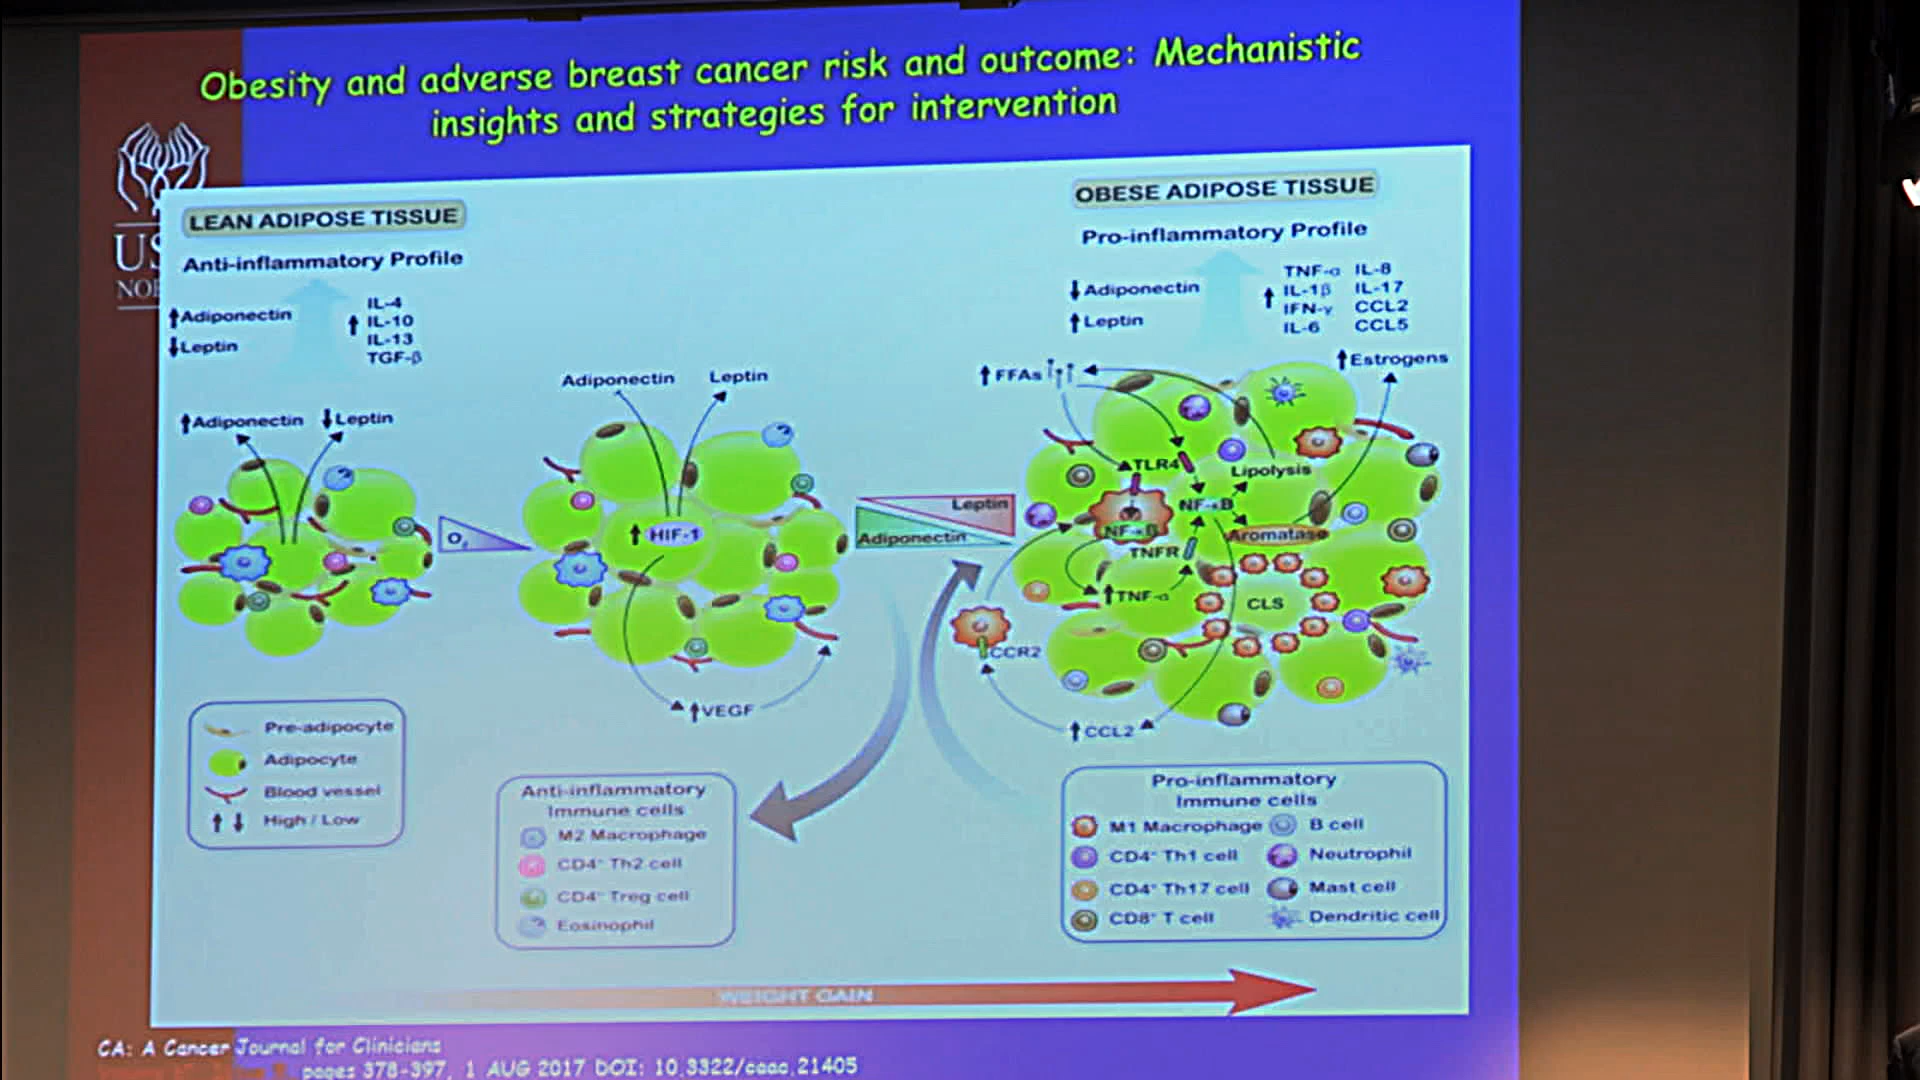 Obesity and adverse breast cancer risk and outcome: Mechanistic
insights and strategies for intervention
US
NOR
LEAN ADIPOSE TISSUE
Anti-inflammatory Profile
↑Adiponectin
↓Leptin
↑
IL-4
IL-10
IL-13
TGF-β
↑Adiponectin ↓Leptin
O₂
Adiponectin Leptin
↑ HIF-1
↑VEGF
Leptin
Adiponectin
OBESE ADIPOSE TISSUE
Pro-inflammatory Profile
↓Adiponectin
↑Leptin
↑
TNF-α IL-8
IL-1β IL-17
IFN-γ CCL2
IL-6 CCL5
↑FFAs
↑Estrogens
TLR4
Lipolysis
NF-κB
NF-κB
Aromatase
TNFR
↑TNF-α
CLS
CCR2
↑CCL2
Pre-adipocyte
Adipocyte
Blood vessel
↑ ↓ High / Low
Anti-inflammatory
Immune cells
M2 Macrophage
CD4⁺ Th2 cell
CD4⁺ Treg cell
Eosinophil
Pro-inflammatory
Immune cells
M1 Macrophage B cell
CD4⁺ Th1 cell Neutrophil
CD4⁺ Th17 cell Mast cell
CD8⁺ T cell Dendritic cell
WEIGHT GAIN
CA: A Cancer Journal for Clinicians
pages 378-397, 1 AUG 2017 DOI: 10.3322/caac.21405